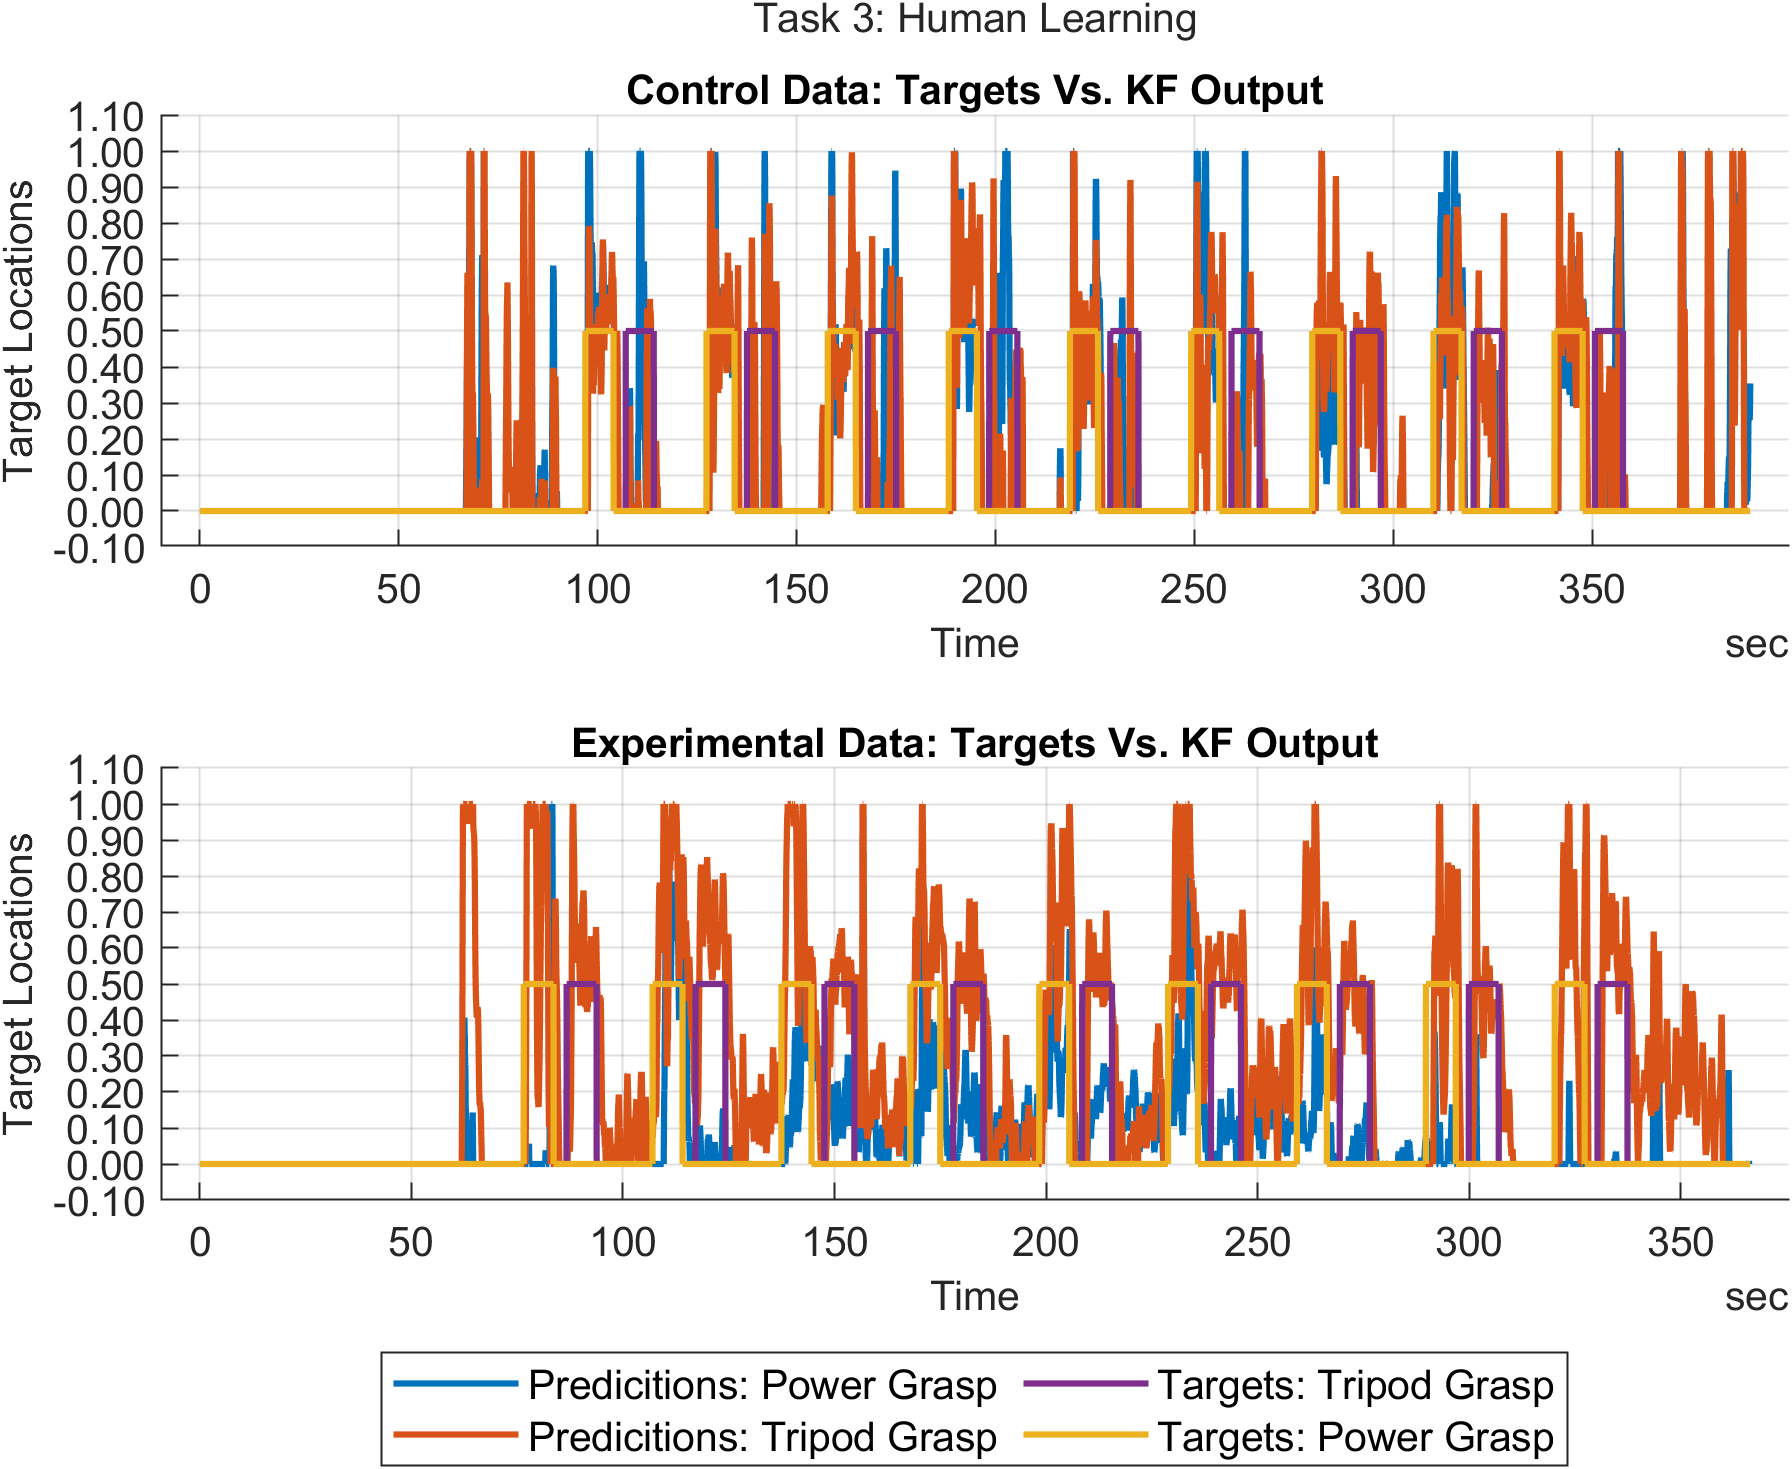 Task 3: Human Learning
Control Data: Targets Vs. KF Output
1.10
1.00
0.90
0.80
0.70
0.60
0.50
0.40
0.30
0.20
0.10
0.00
-0.10
Target Locations
0 50 100 150 200 250 300 350
Time
sec
Experimental Data: Targets Vs. KF Output
1.10
1.00
0.90
0.80
0.70
0.60
0.50
0.40
0.30
0.20
0.10
0.00
-0.10
Target Locations
0 50 100 150 200 250 300 350
Time
sec
Predicitions: Power Grasp
Targets: Tripod Grasp
Predicitions: Tripod Grasp
Targets: Power Grasp